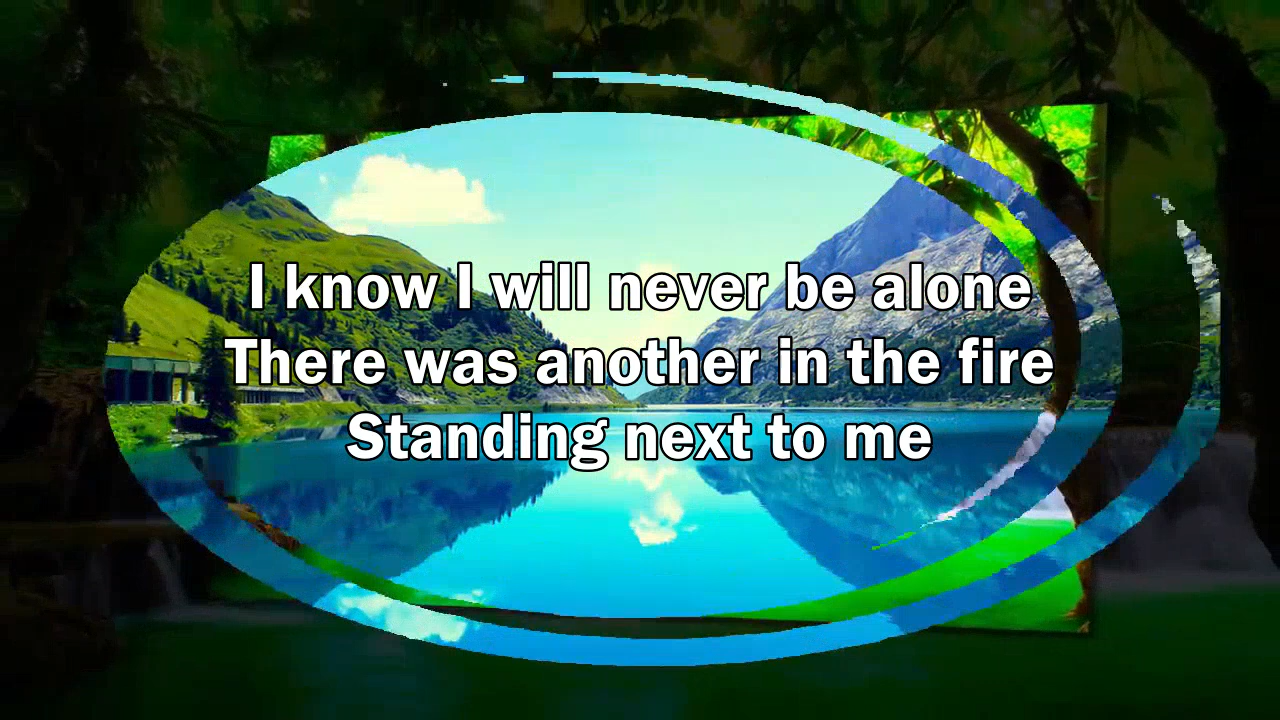 I know I will never be alone
There was another in the fire
Standing next to me